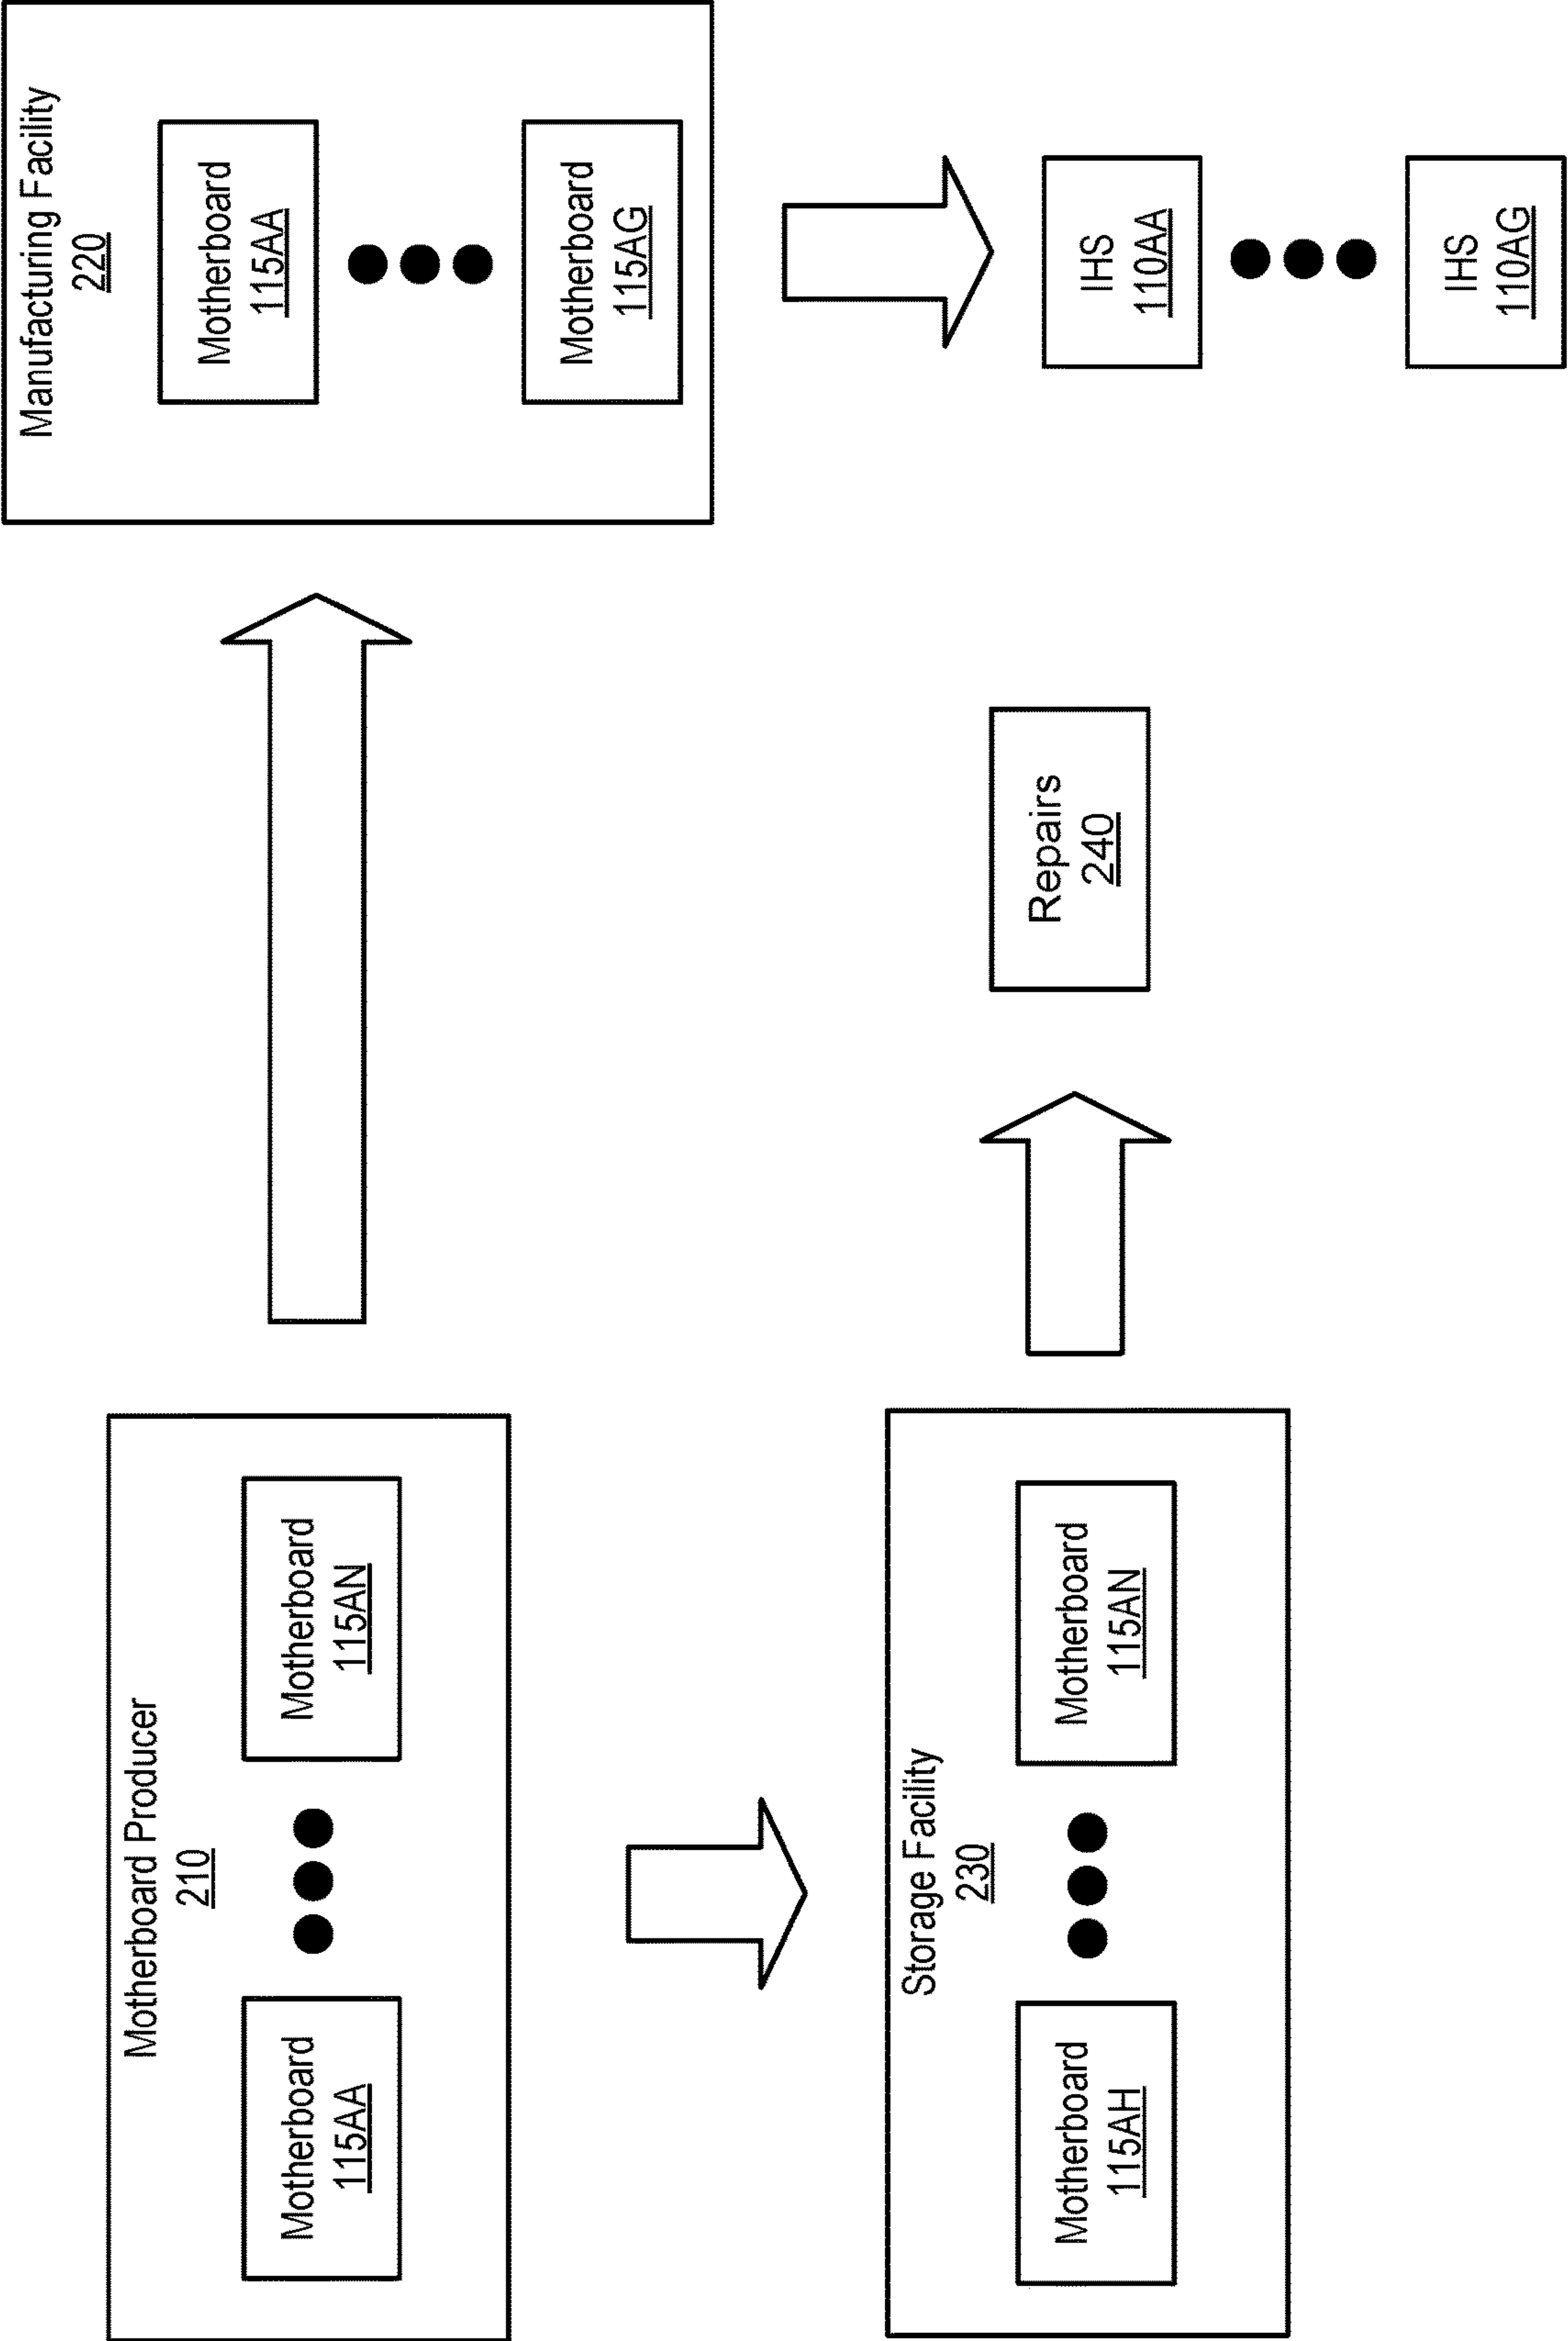 Motherboard Producer
210
Motherboard
115AA
Motherboard
115AN
Manufacturing Facility
220
Motherboard
115AA
Motherboard
115AG
Storage Facility
230
Motherboard
115AH
Motherboard
115AN
Repairs
240
IHS
110AA
IHS
110AG